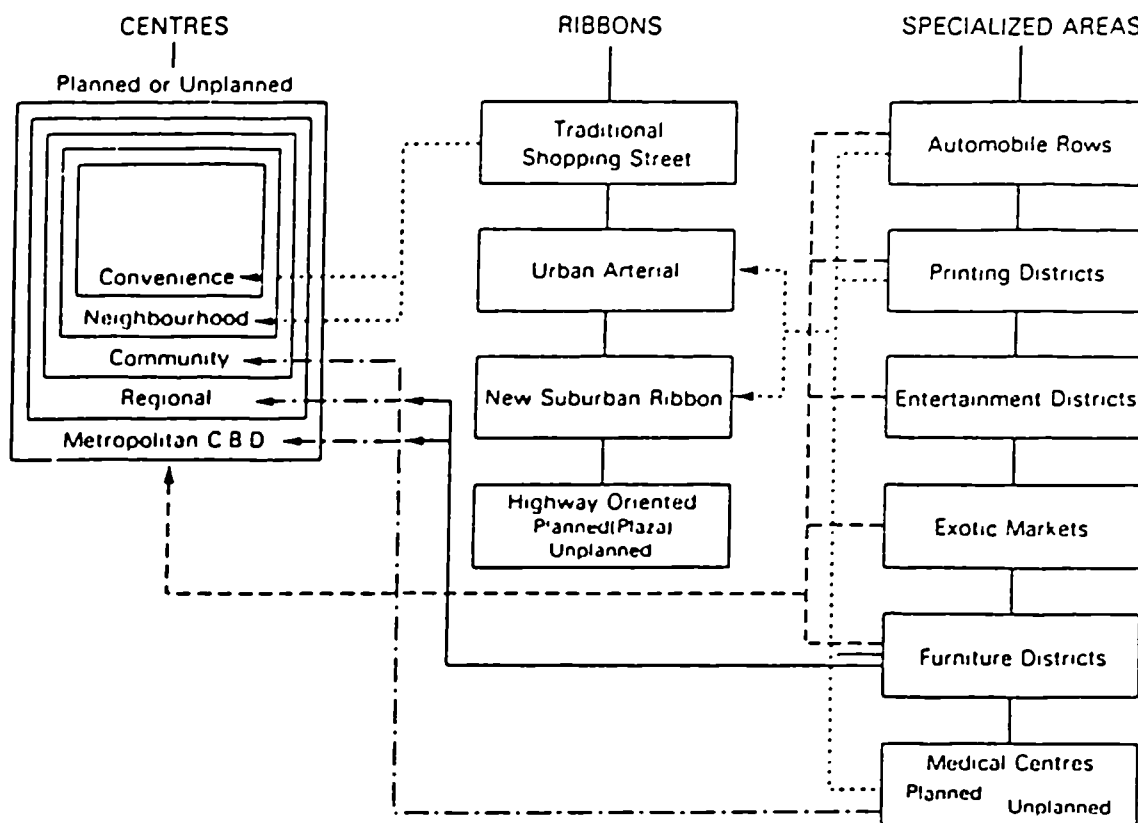 CENTRES
Planned or Unplanned
Convenience
Neighbourhood
Community
Regional
Metropolitan C B D
RIBBONS
Traditional
Shopping Street
Urban Arterial
New Suburban Ribbon
Highway Oriented
Planned(Plaza)
Unplanned
SPECIALIZED AREAS
Automobile Rows
Printing Districts
Entertainment Districts
Exotic Markets
Furniture Districts
Medical Centres
Planned
Unplanned